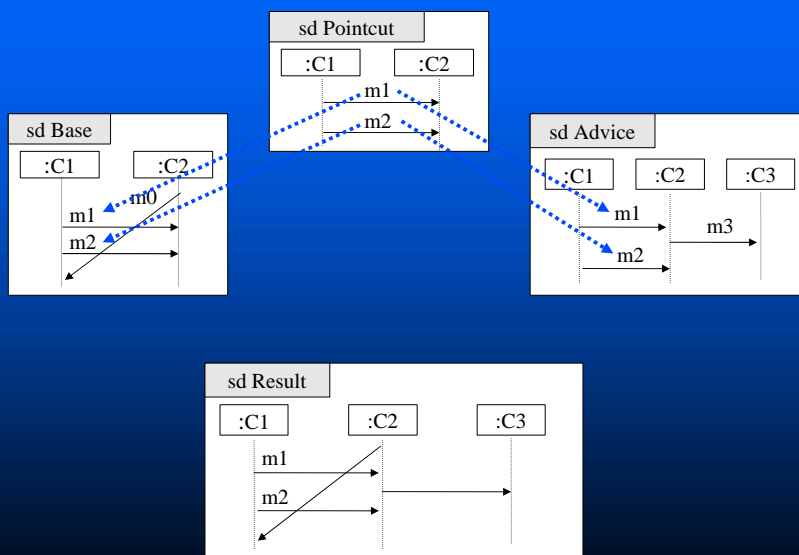 sd Pointcut
:C1 :C2
m1
m2
sd Base
:C1 :C2
m0
m1
m2
sd Advice
:C1 :C2 :C3
m1
m3
m2
sd Result
:C1 :C2 :C3
m1
m2